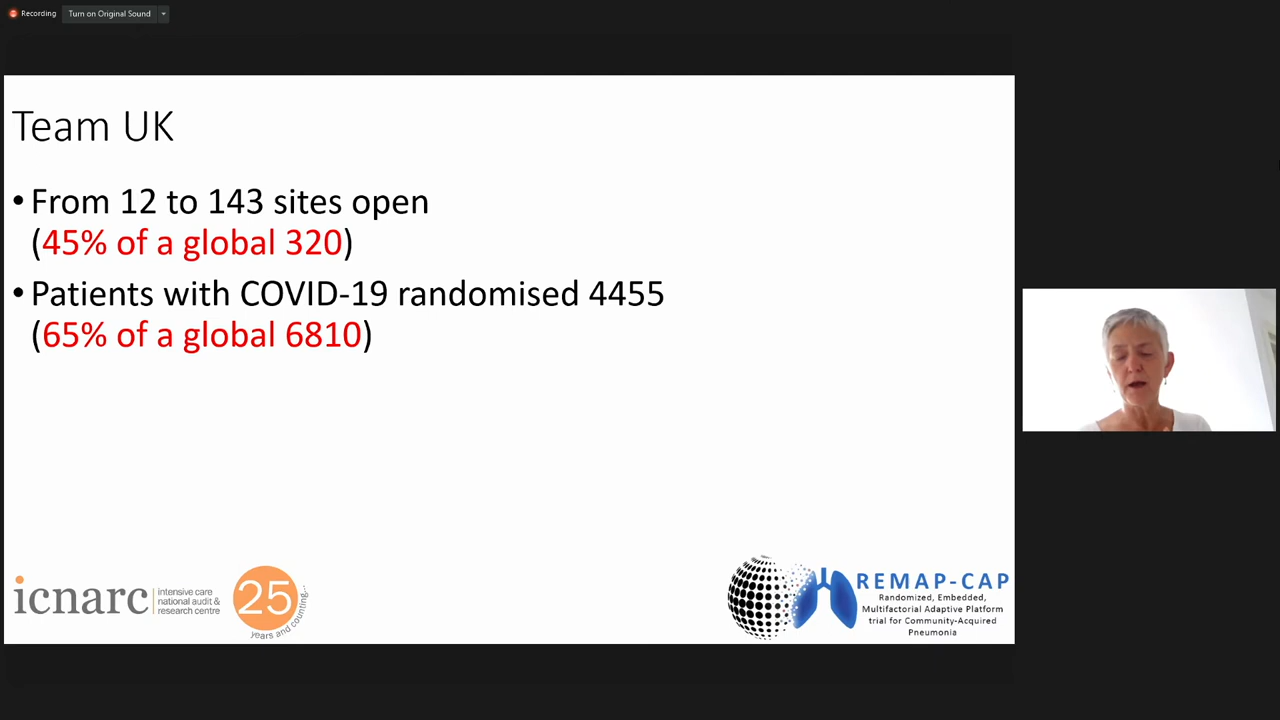 Recording
Turn on Original Sound
Team UK
• From 12 to 143 sites open
(45% of a global 320)
• Patients with COVID-19 randomised 4455
(65% of a global 6810)
icnarc
intensive care
national audit &
research centre
25
years and counting...
REMAP-CAP
Randomized, Embedded,
Multifactorial Adaptive Platform
trial for Community-Acquired
Pneumonia